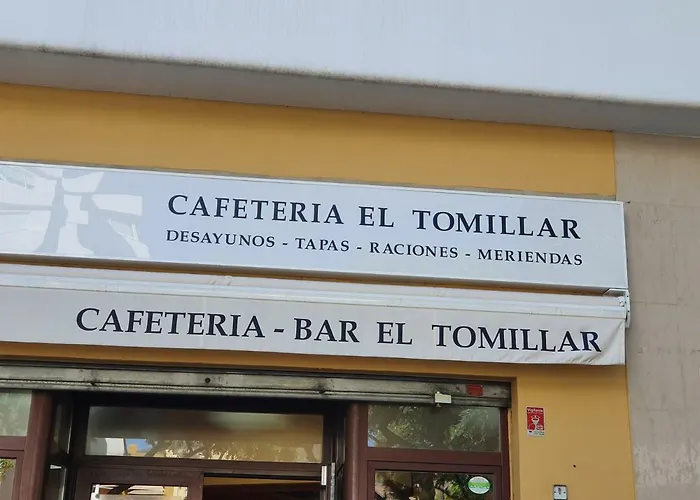 CAFETERIA EL TOMILLAR
DESAYUNOS - TAPAS - RACIONES - MERIENDAS
CAFETERIA - BAR EL TOMILLAR